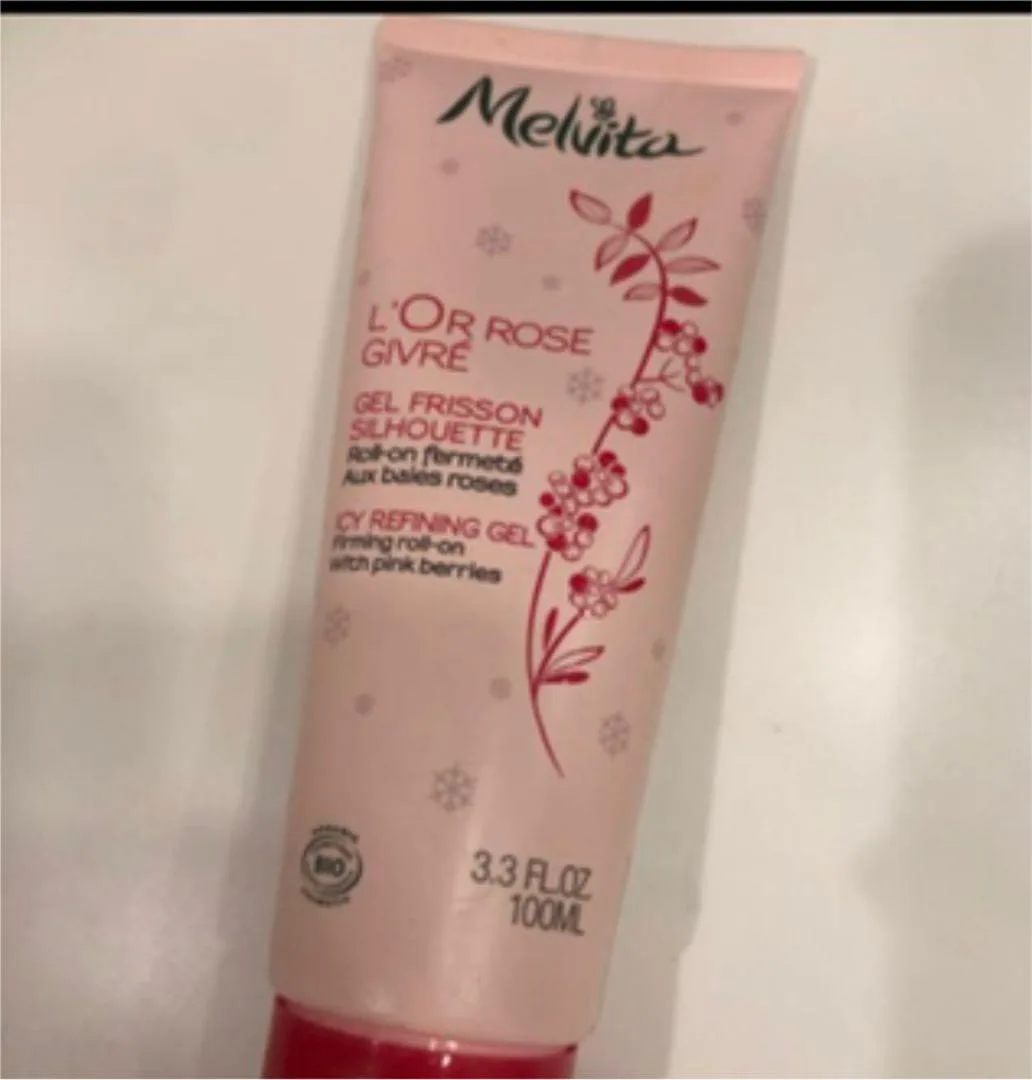 Melvita
L'OR ROSE
GIVRÉ
GEL FRISSON
SILHOUETTE
Roll-on fermeté
Aux baies roses
ICY REFINING GEL
Firming roll-on
With pink berries
BIO
3.3 FL.OZ
100ML